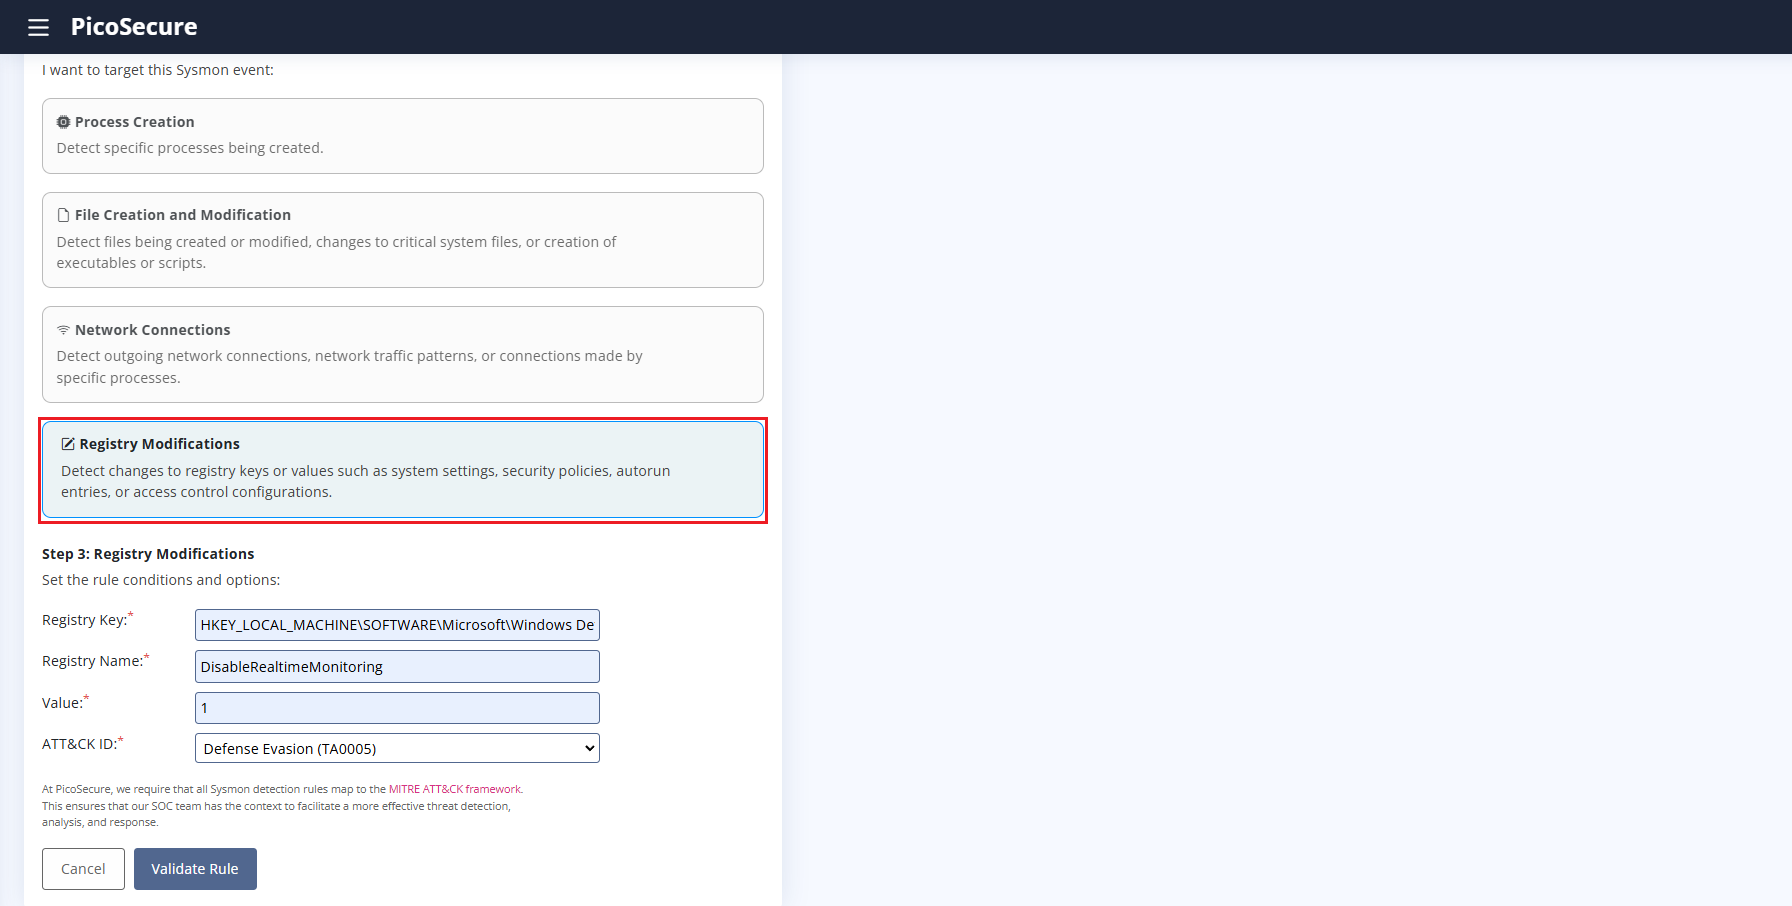 PicoSecure
I want to target this Sysmon event:
Process Creation
Detect specific processes being created.
File Creation and Modification
Detect files being created or modified, changes to critical system files, or creation of
executables or scripts.
Network Connections
Detect outgoing network connections, network traffic patterns, or connections made by
specific processes.
Registry Modifications
Detect changes to registry keys or values such as system settings, security policies, autorun
entries, or access control configurations.
Step 3: Registry Modifications
Set the rule conditions and options:
Registry Key:* HKEY_LOCAL_MACHINE\SOFTWARE\Microsoft\Windows De
Registry Name:* DisableRealtimeMonitoring
Value:* 1
ATT&CK ID:* Defense Evasion (TA0005)
At PicoSecure, we require that all Sysmon detection rules map to the MITRE ATT&CK framework.
This ensures that our SOC team has the context to facilitate a more effective threat detection,
analysis, and response.
Cancel Validate Rule